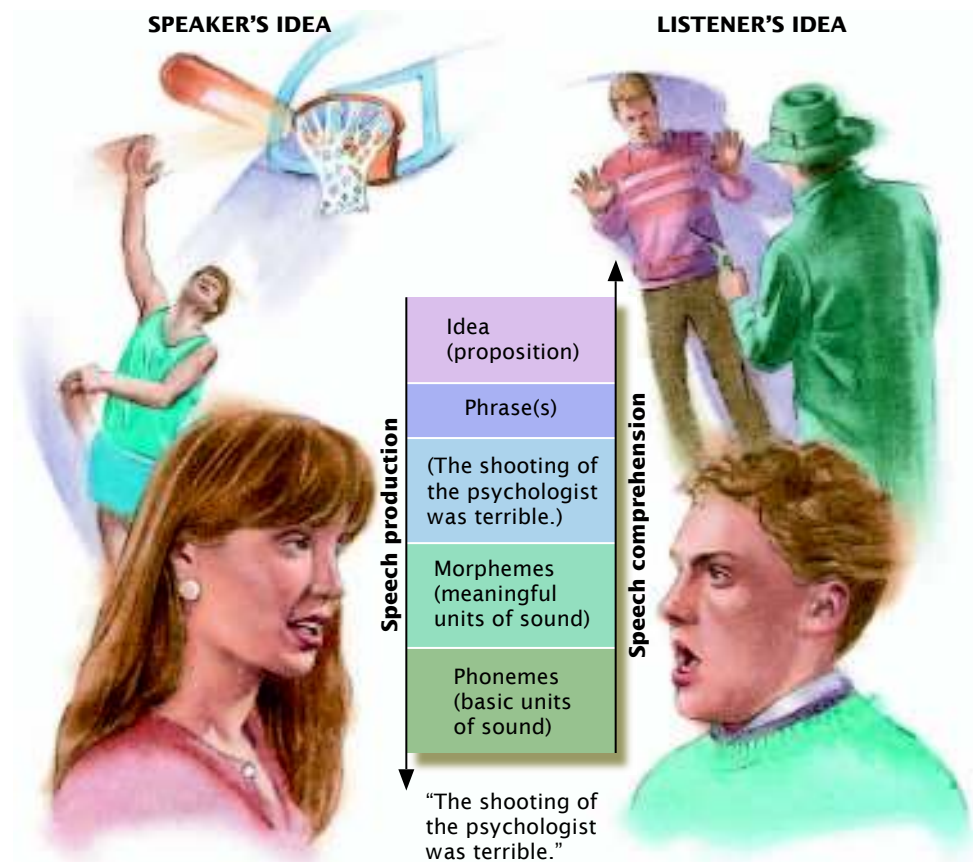 SPEAKER'S IDEA
LISTENER'S IDEA
Idea
(proposition)
Phrase(s)
(The shooting of
the psychologist
was terrible.)
Morphemes
(meaningful
units of sound)
Phonemes
(basic units
of sound)
Speech production
Speech comprehension
“The shooting of
the psychologist
was terrible.”